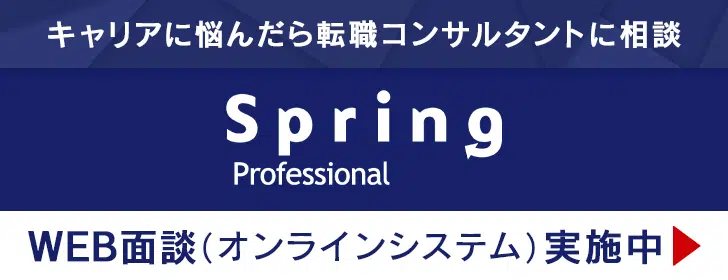 キャリアに悩んだら転職コンサルタントに相談
Spring
Professional
WEB面談(オンラインシステム)実施中